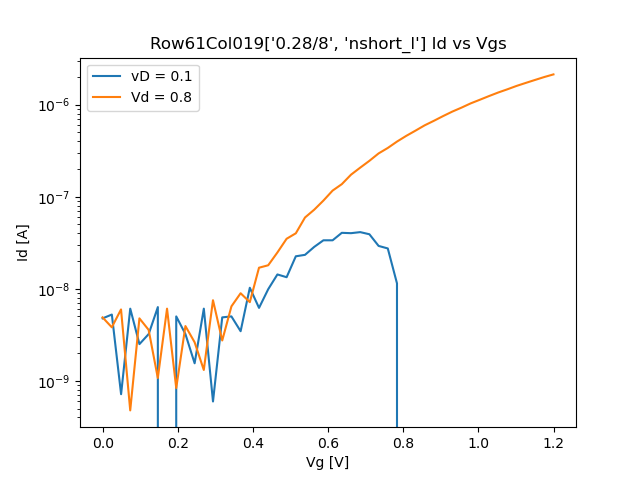 Row61Col019['0.28/8', 'nshort_l'] Id vs Vgs
vD = 0.1
Vd = 0.8
Id [A]
10⁻⁶
10⁻⁷
10⁻⁸
10⁻⁹
0.0 0.2 0.4 0.6 0.8 1.0 1.2
Vg [V]